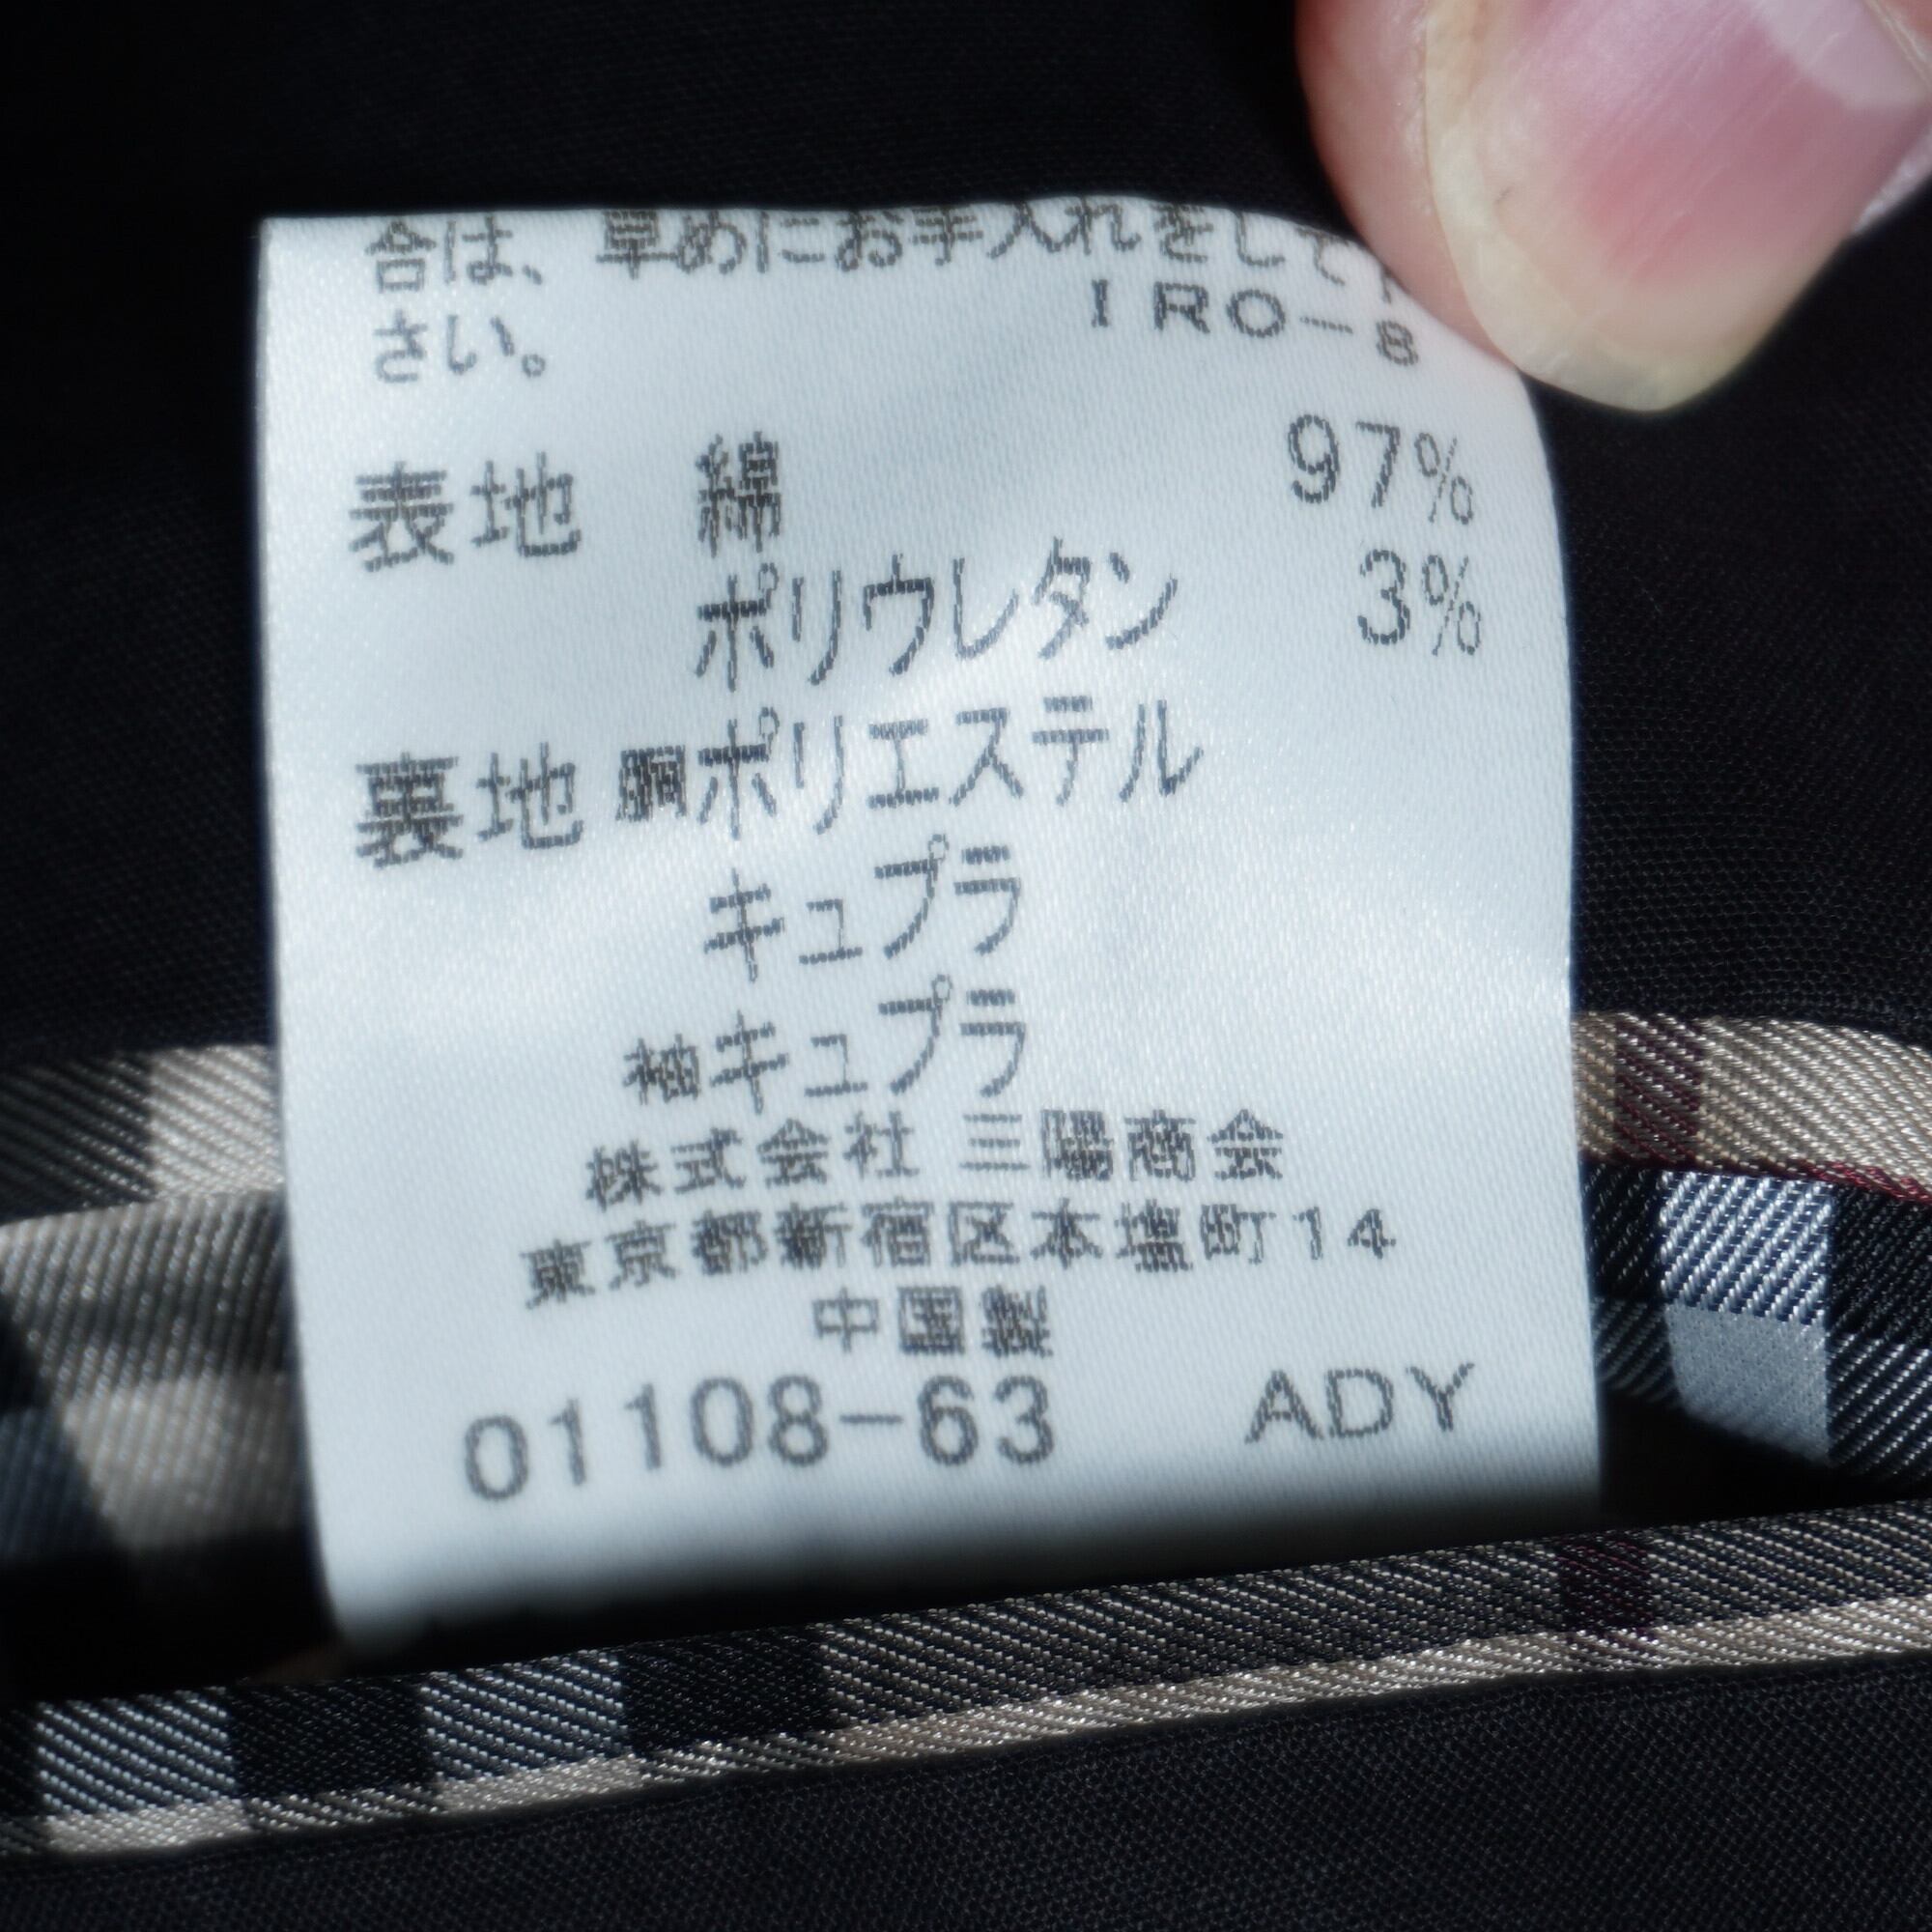 合は、早めにお手入れをして下
さい。
IRO-8
表地 綿 97%
ポリウレタン 3%
裏地 胴ポリエステル
キュプラ
袖キュプラ
株式会社 三陽商会
東京都新宿区本塩町14
中国製
01108-63 ADY